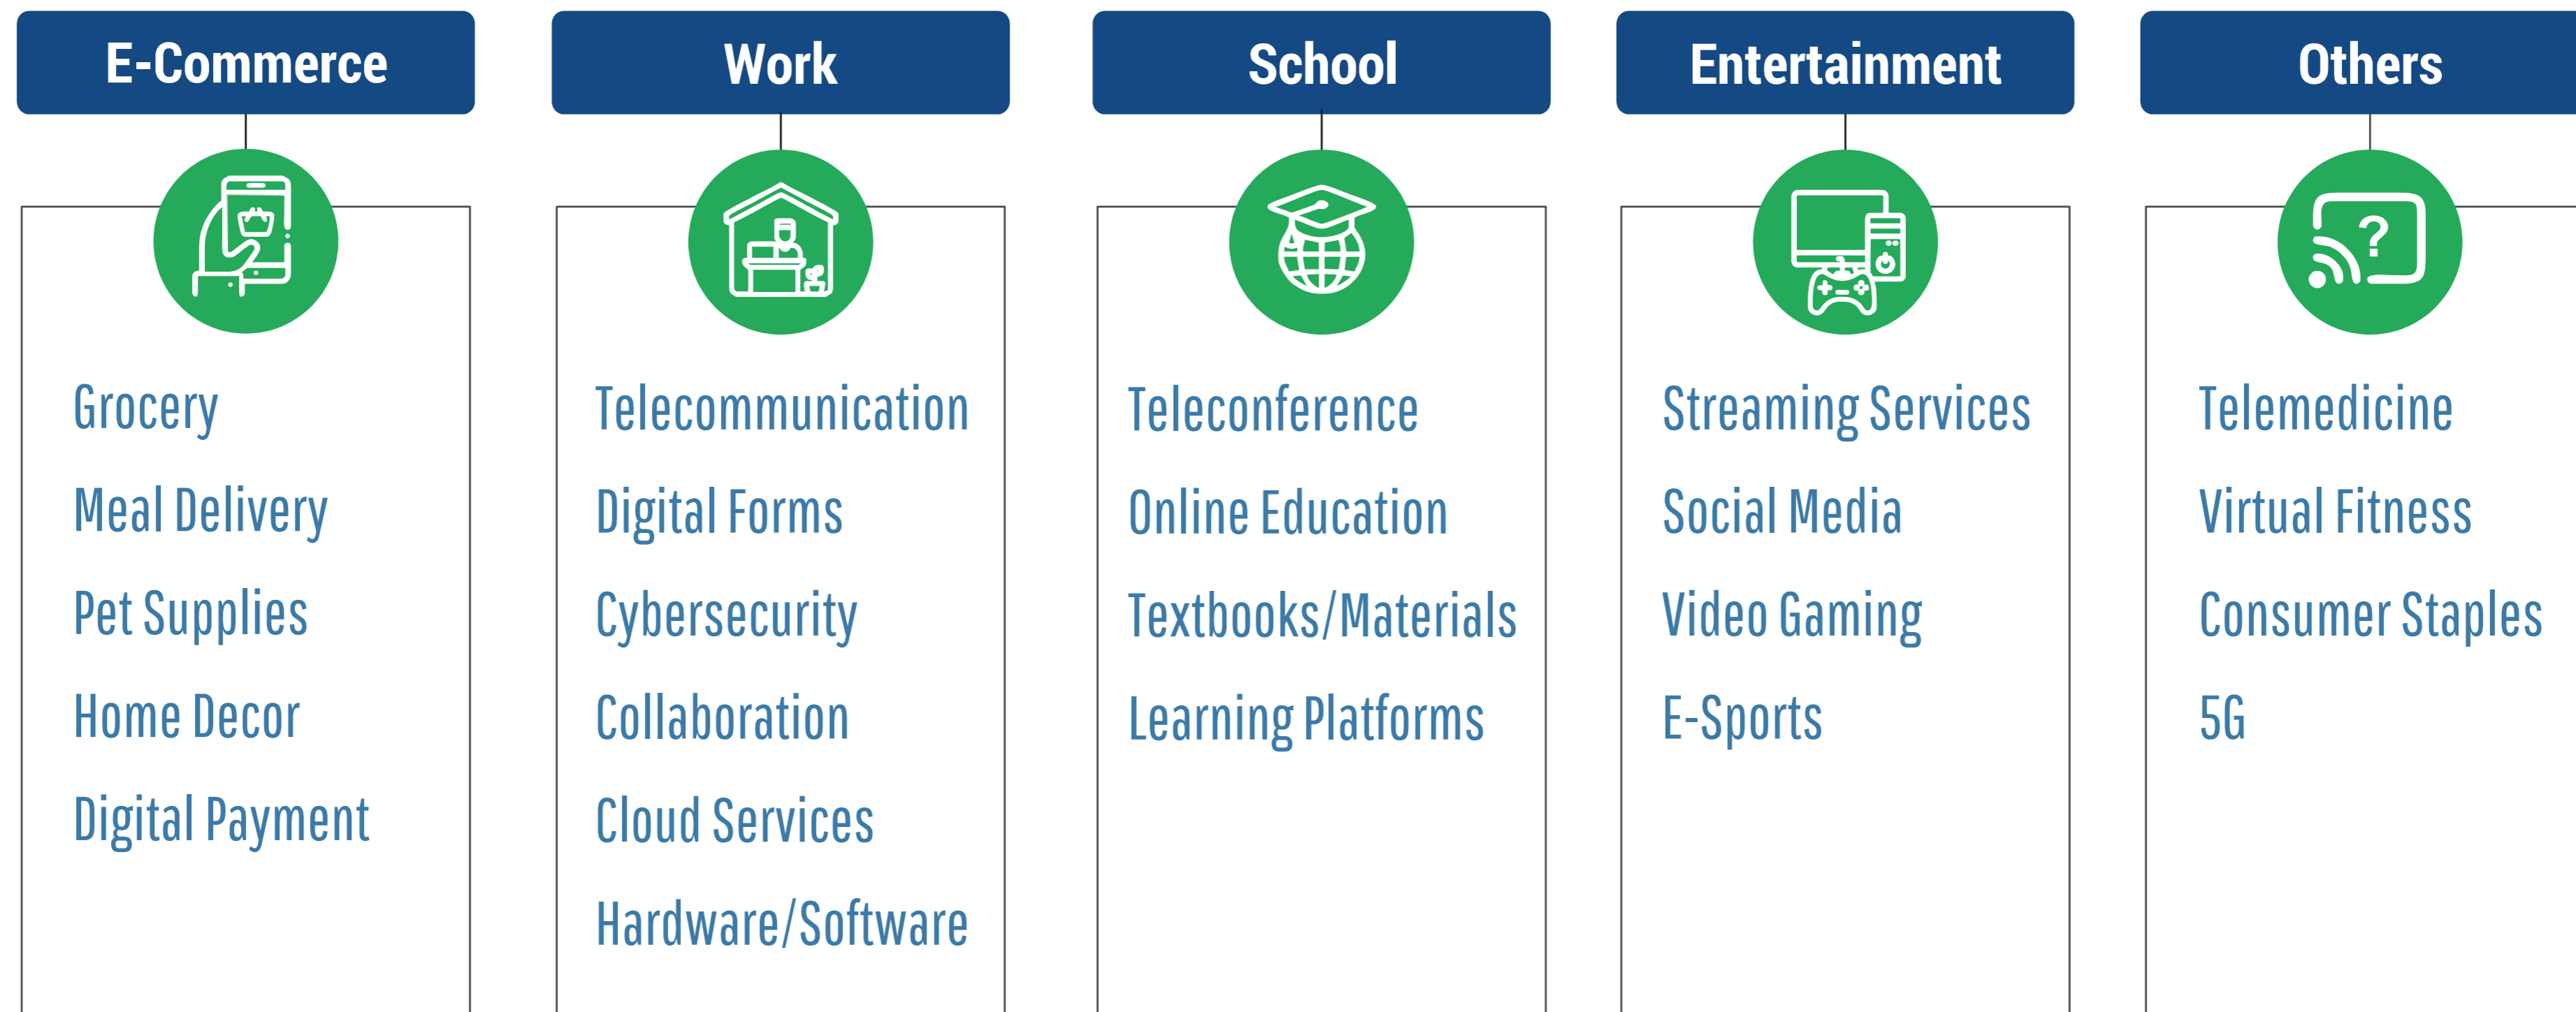 E-Commerce
Grocery
Meal Delivery
Pet Supplies
Home Decor
Digital Payment
Work
Telecommunication
Digital Forms
Cybersecurity
Collaboration
Cloud Services
Hardware/Software
School
Teleconference
Online Education
Textbooks/Materials
Learning Platforms
Entertainment
Streaming Services
Social Media
Video Gaming
E-Sports
Others
?
Telemedicine
Virtual Fitness
Consumer Staples
5G